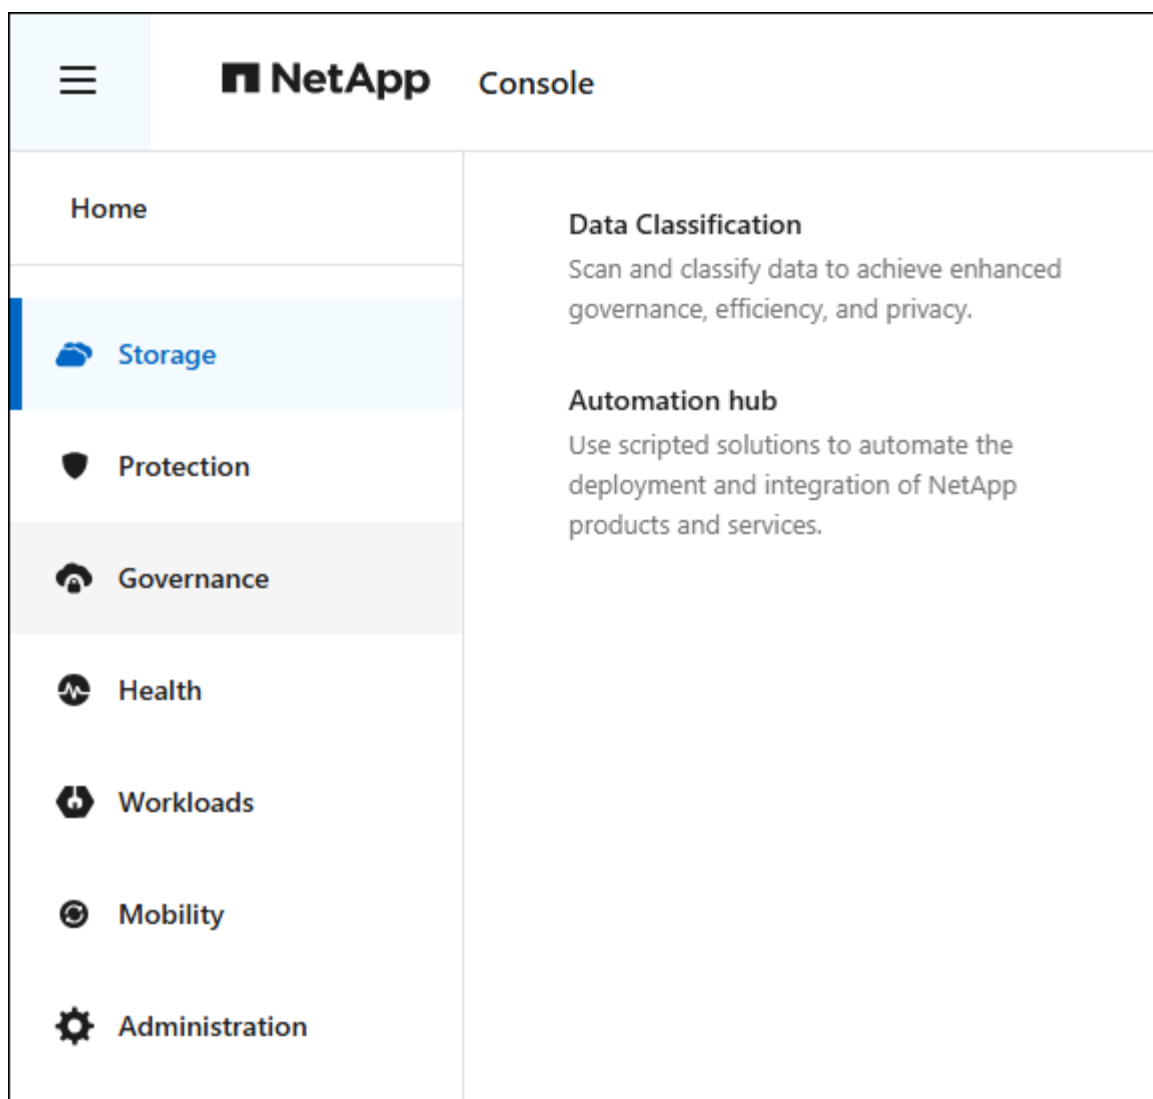 NetApp Console
Home
Storage
Protection
Governance
Health
Workloads
Mobility
Administration
Data Classification
Scan and classify data to achieve enhanced
governance, efficiency, and privacy.
Automation hub
Use scripted solutions to automate the
deployment and integration of NetApp
products and services.